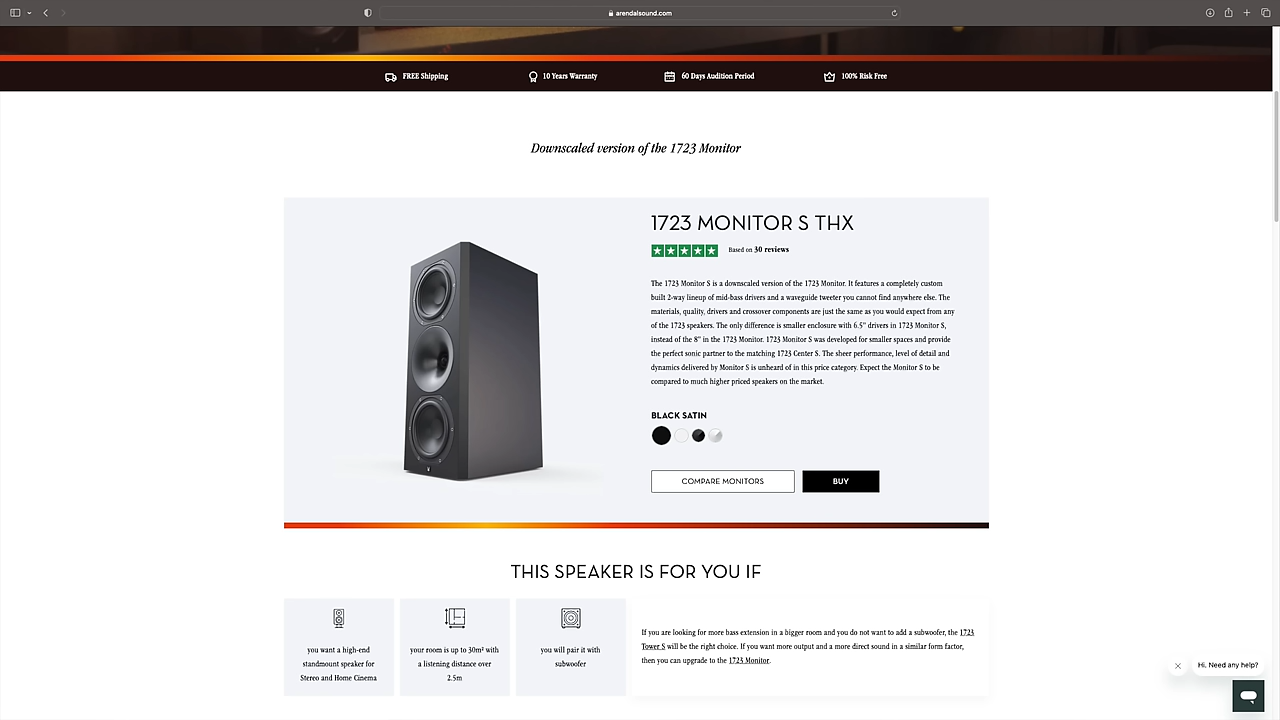 arendalsound.com
FREE Shipping
10 Years Warranty
60 Days Audition Period
100% Risk Free
Downscaled version of the 1723 Monitor
1723 MONITOR S THX
Based on 30 reviews
The 1723 Monitor S is a downscaled version of the 1723 Monitor. It features a completely custom
built 2-way lineup of mid-bass drivers and a waveguide tweeter you cannot find anywhere else. The
materials, quality, drivers and crossover components are just the same as you would expect from any
of the 1723 speakers. The only difference is smaller enclosure with 6.5" drivers in 1723 Monitor S,
instead of the 8" in the 1723 Monitor. 1723 Monitor S was developed for smaller spaces and provide
the perfect sonic partner to the matching 1723 Center S. The sheer performance, level of detail and
dynamics delivered by Monitor S is unheard of in this price category. Expect the Monitor S to be
compared to much higher priced speakers on the market.
BLACK SATIN
COMPARE MONITORS
BUY
THIS SPEAKER IS FOR YOU IF
you want a high-end
standmount speaker for
Stereo and Home Cinema
your room is up to 30m² with
a listening distance over
2.5m
you will pair it with
subwoofer
If you are looking for more bass extension in a bigger room and you do not want to add a subwoofer, the 1723
Tower S will be the right choice. If you want more output and a more direct sound in a similar form factor,
then you can upgrade to the 1723 Monitor.
Hi. Need any help?